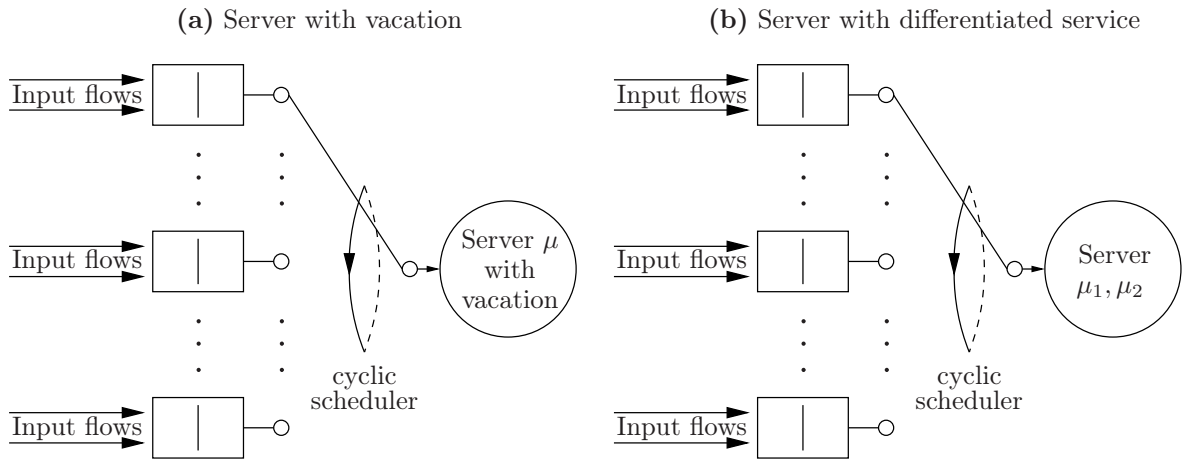 (a) Server with vacation
Input flows
Input flows
Input flows
Server μ
with
vacation
cyclic
scheduler
(b) Server with differentiated service
Input flows
Input flows
Input flows
Server
μ₁, μ₂
cyclic
scheduler